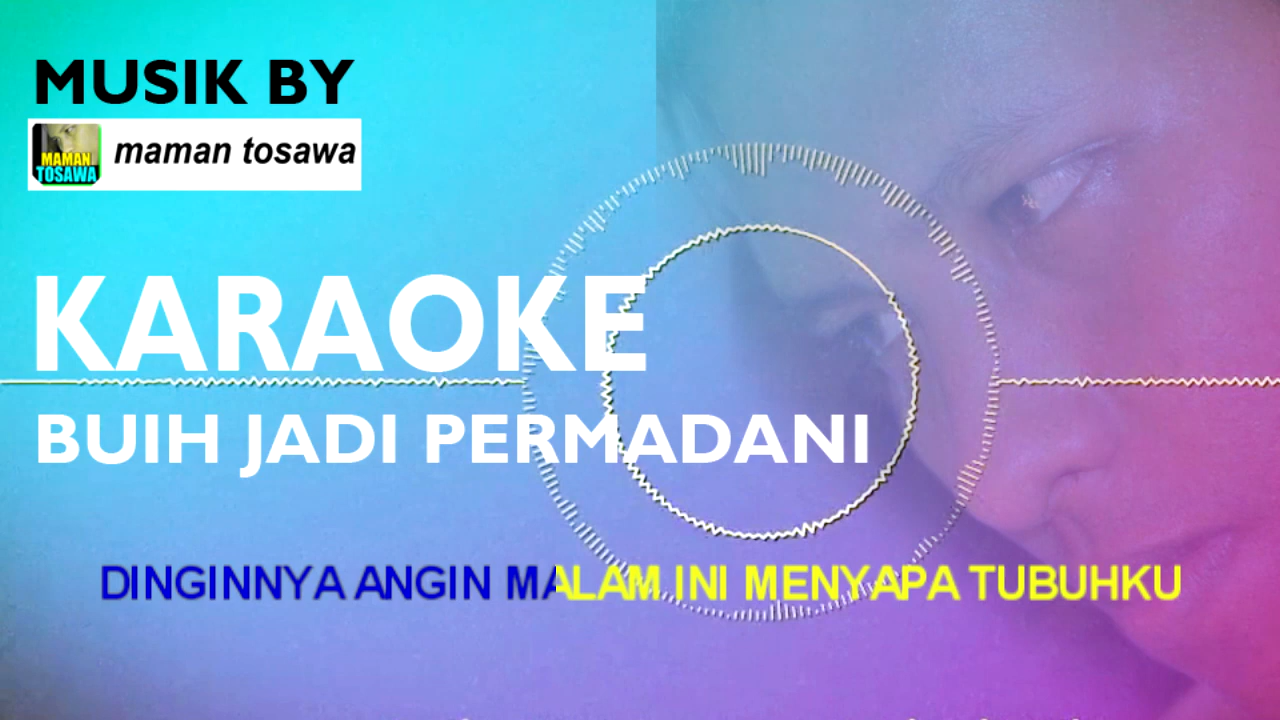 MUSIK BY
MAMAN
TOSAWA
maman tosawa
KARAOKE
BUIH JADI PERMADANI
DINGINNYA ANGIN MALAM INI MENYAPA TUBUHKU